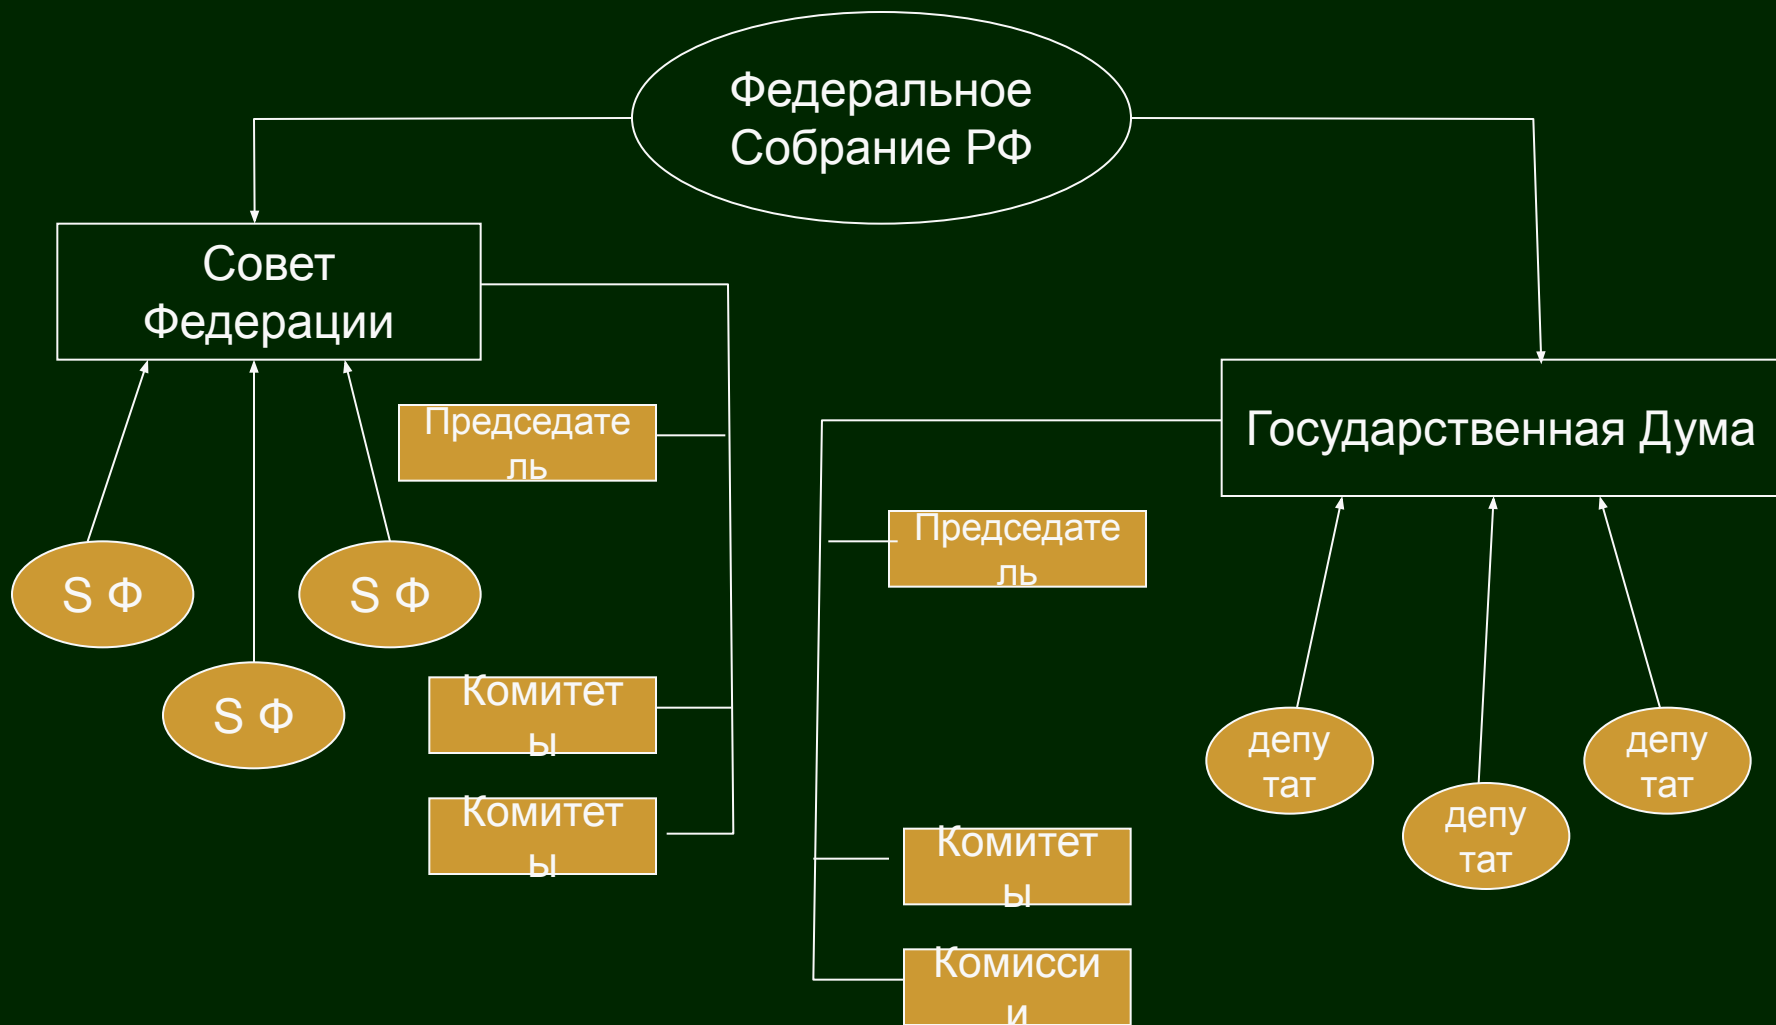 Федеральное
Собрание РФ
Совет
Федерации
Председате
ль
Государственная Дума
Председате
ль
S Ф
S Ф
S Ф
Комитет
ы
Комитет
ы
депу
тат
депу
тат
депу
тат
Комитет
ы
Комисси
и